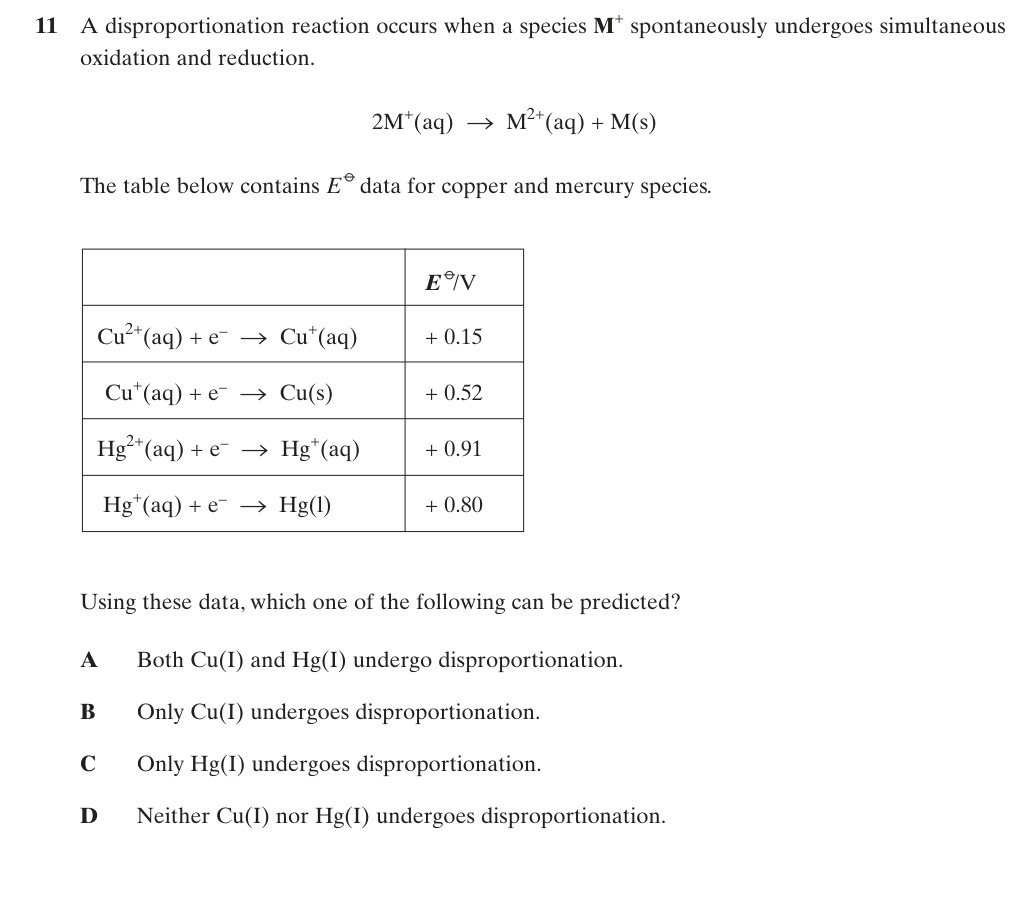 11 A disproportionation reaction occurs when a species M⁺ spontaneously undergoes simultaneous
oxidation and reduction.
2M⁺(aq) → M²⁺(aq) + M(s)
The table below contains E⦵ data for copper and mercury species.
E⦵/V
Cu²⁺(aq) + e⁻ → Cu⁺(aq) + 0.15
Cu⁺(aq) + e⁻ → Cu(s) + 0.52
Hg²⁺(aq) + e⁻ → Hg⁺(aq) + 0.91
Hg⁺(aq) + e⁻ → Hg(l) + 0.80
Using these data, which one of the following can be predicted?
A Both Cu(I) and Hg(I) undergo disproportionation.
B Only Cu(I) undergoes disproportionation.
C Only Hg(I) undergoes disproportionation.
D Neither Cu(I) nor Hg(I) undergoes disproportionation.